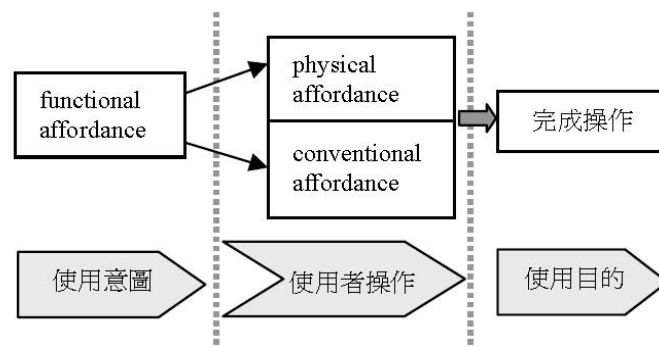 functional
affordance
physical
affordance
conventional
affordance
完成操作
使用意圖
使用者操作
使用目的